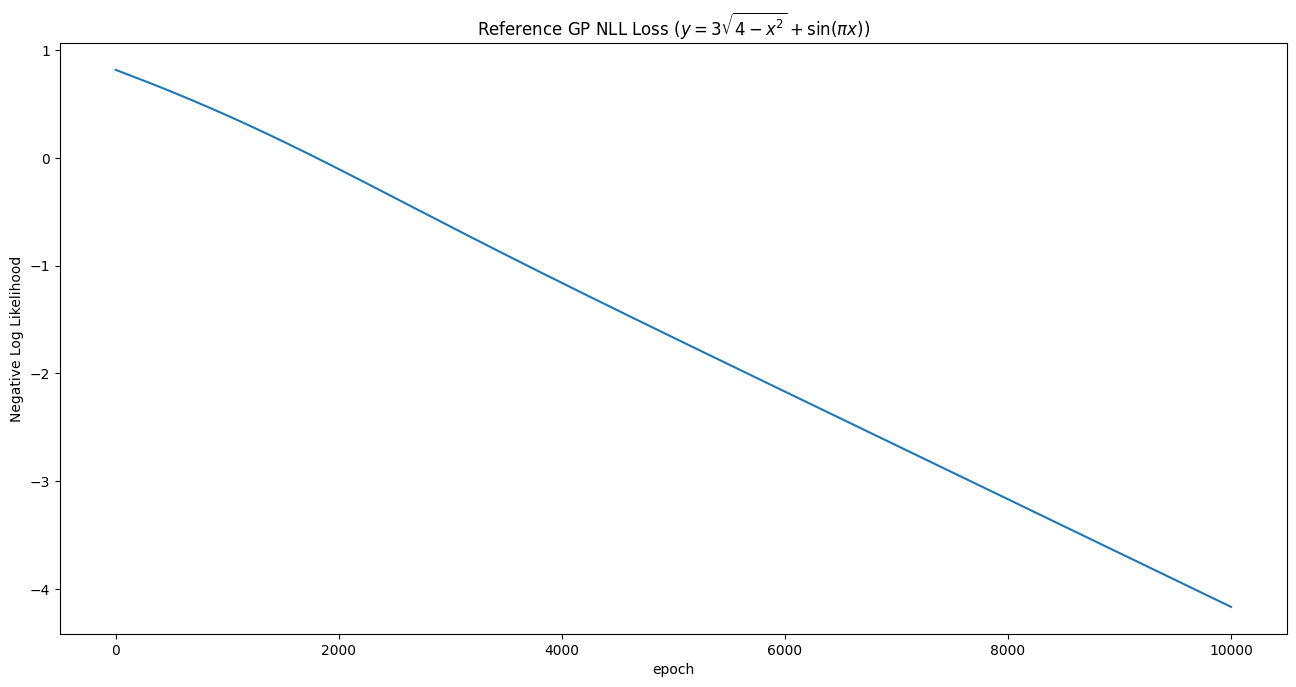 Reference GP NLL Loss (y = 3√4 − x² + sin(πx))
1
0
−1
−2
−3
−4
Negative Log Likelihood
0 2000 4000 6000 8000 10000
epoch